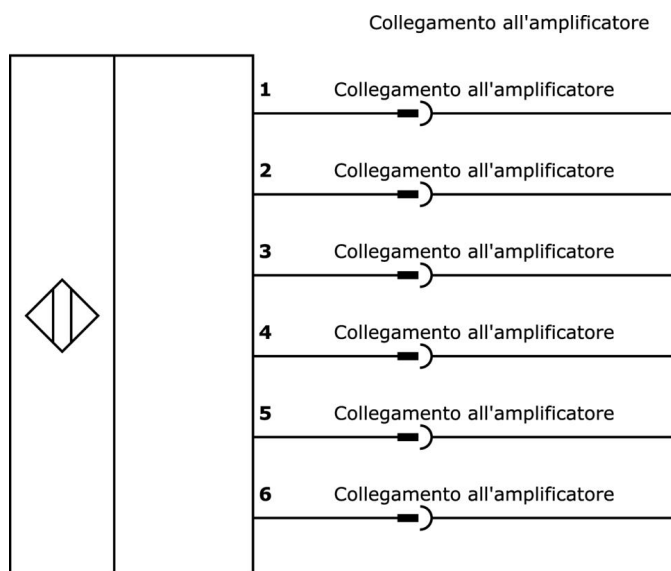 Collegamento all'amplificatore
1 Collegamento all'amplificatore
2 Collegamento all'amplificatore
3 Collegamento all'amplificatore
4 Collegamento all'amplificatore
5 Collegamento all'amplificatore
6 Collegamento all'amplificatore